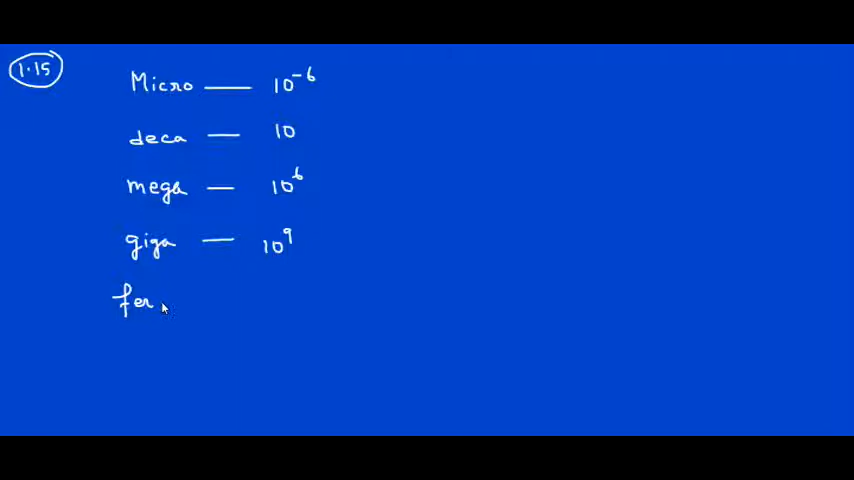 1.15
Micro — 10⁻⁶
deca — 10
mega — 10⁶
giga — 10⁹
fer